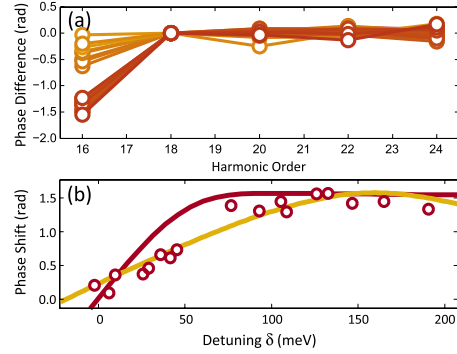 (a)
Phase Difference (rad)
0.5
0.0
−0.5
−1.0
−1.5
−2.0
16 17 18 19 20 21 22 23 24
Harmonic Order
(b)
Phase Shift (rad)
1.5
1.0
0.5
0.0
0 50 100 150 200
Detuning δ (meV)